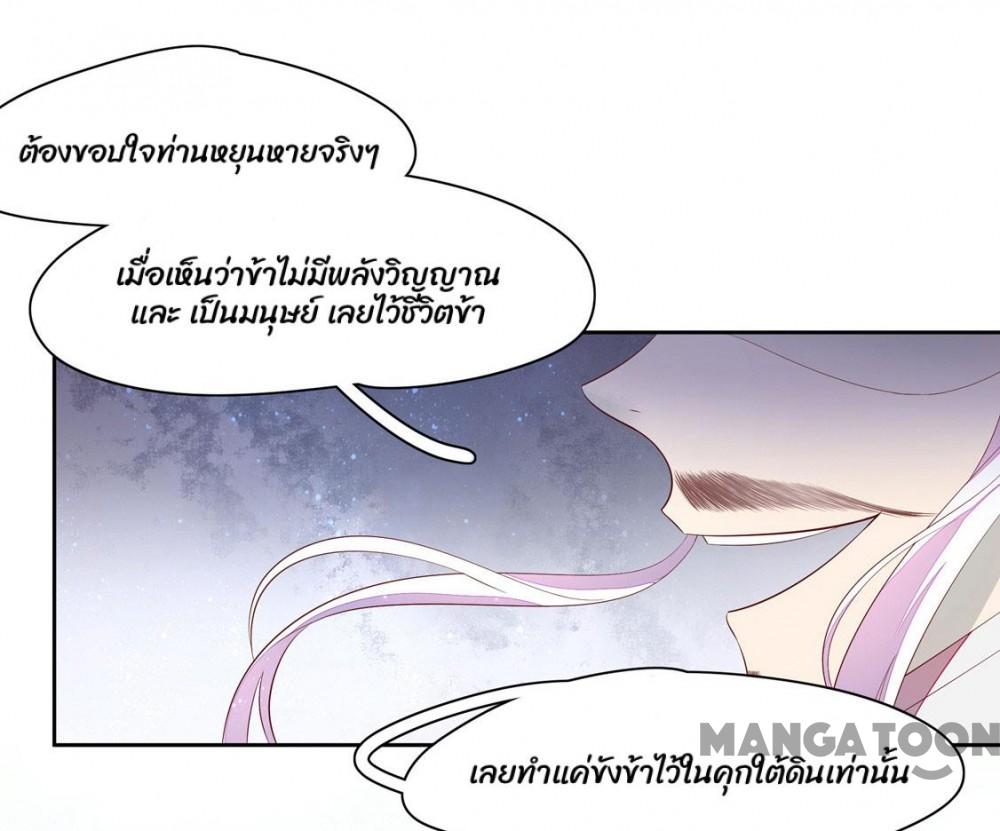 ต้องขอบใจท่านหยุนหายจริงๆ
เมื่อเห็นว่าข้าไม่มีพลังวิญญาณ
และ เป็นมนุษย์ เลยไว้ชีวิตข้า
MANGATOON
เลยทำแค่ขังข้าไว้ในคุกใต้ดินเท่านั้น